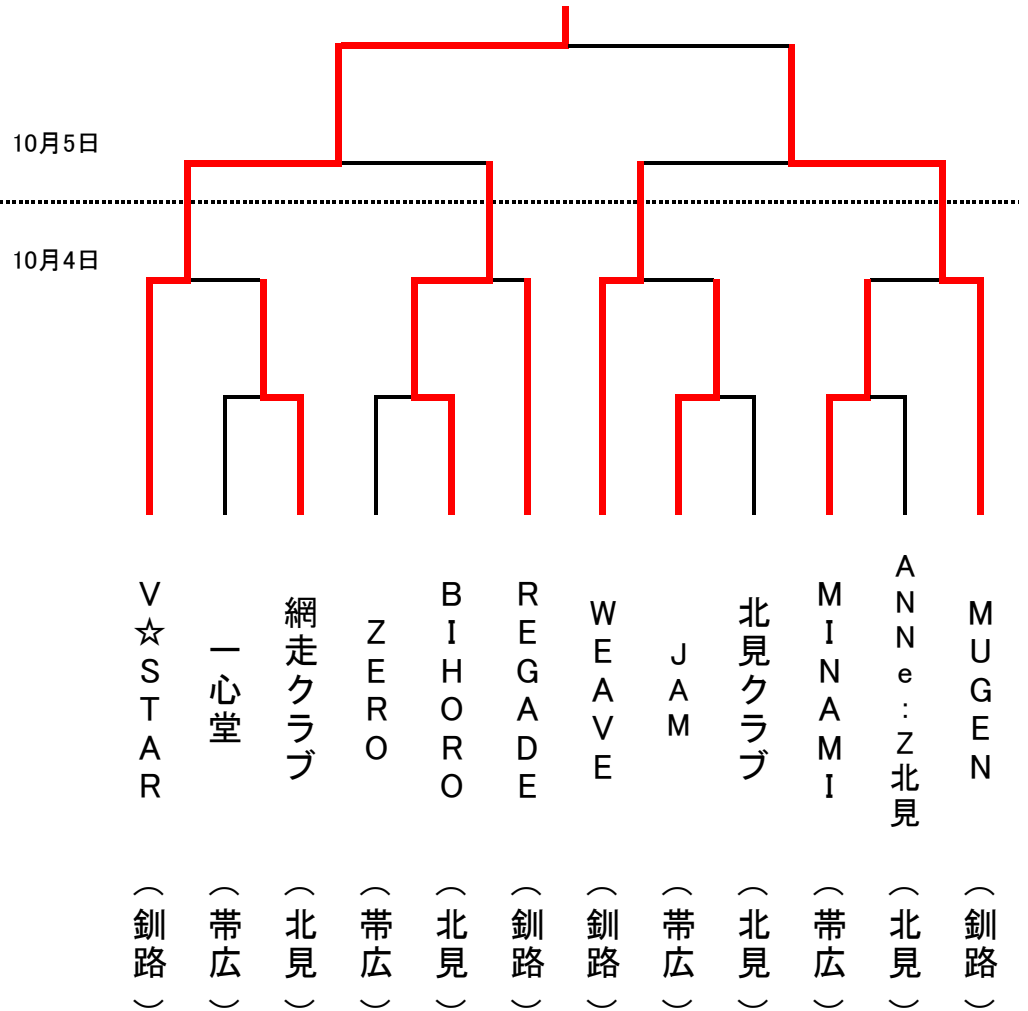 10月5日
10月4日
V☆STAR
一心堂
網走クラブ
ZERO
BIHORO
REGADE
WEAVE
JAM
北見クラブ
MINAMI
ANNe:Z北見
MUGEN
（釧路）
（帯広）
（北見）
（帯広）
（北見）
（釧路）
（釧路）
（帯広）
（北見）
（帯広）
（北見）
（釧路）